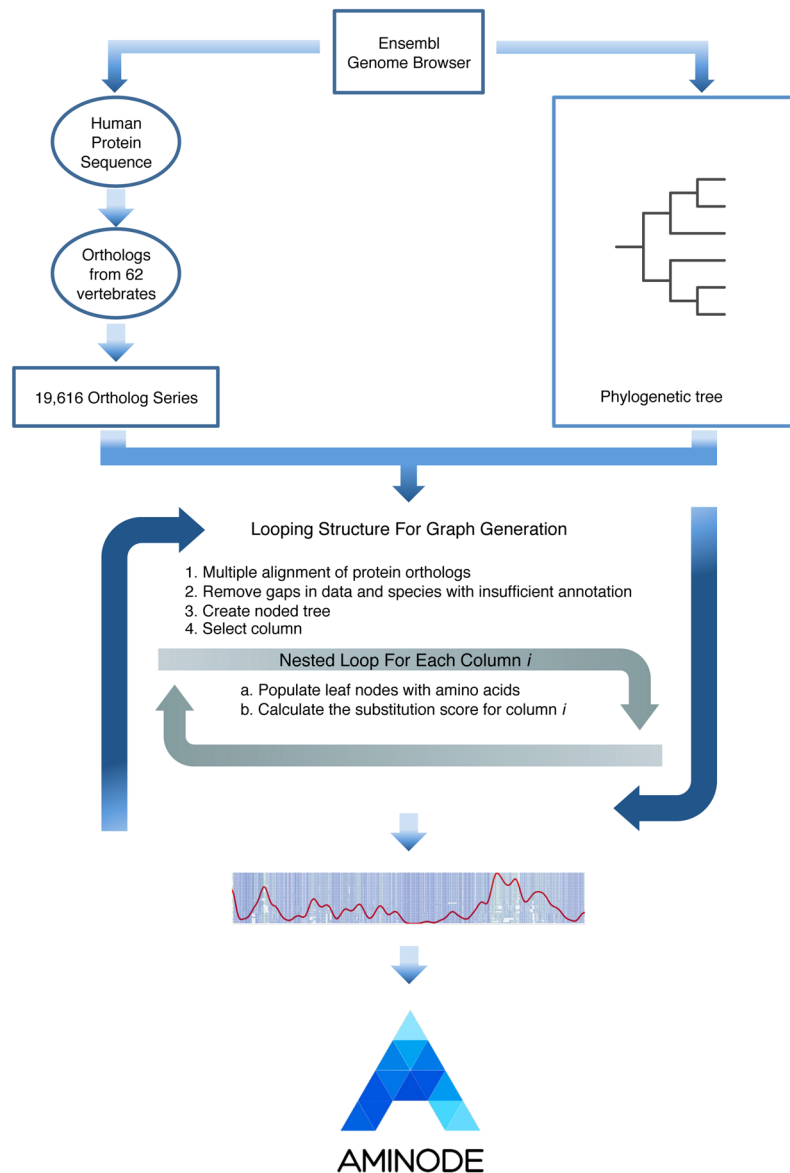 Ensembl
Genome Browser
Human
Protein
Sequence
Orthologs
from 62
vertebrates
19,616 Ortholog Series
Phylogenetic tree
Looping Structure For Graph Generation
1. Multiple alignment of protein orthologs
2. Remove gaps in data and species with insufficient annotation
3. Create noded tree
4. Select column
Nested Loop For Each Column i
a. Populate leaf nodes with amino acids
b. Calculate the substitution score for column i
AMINODE